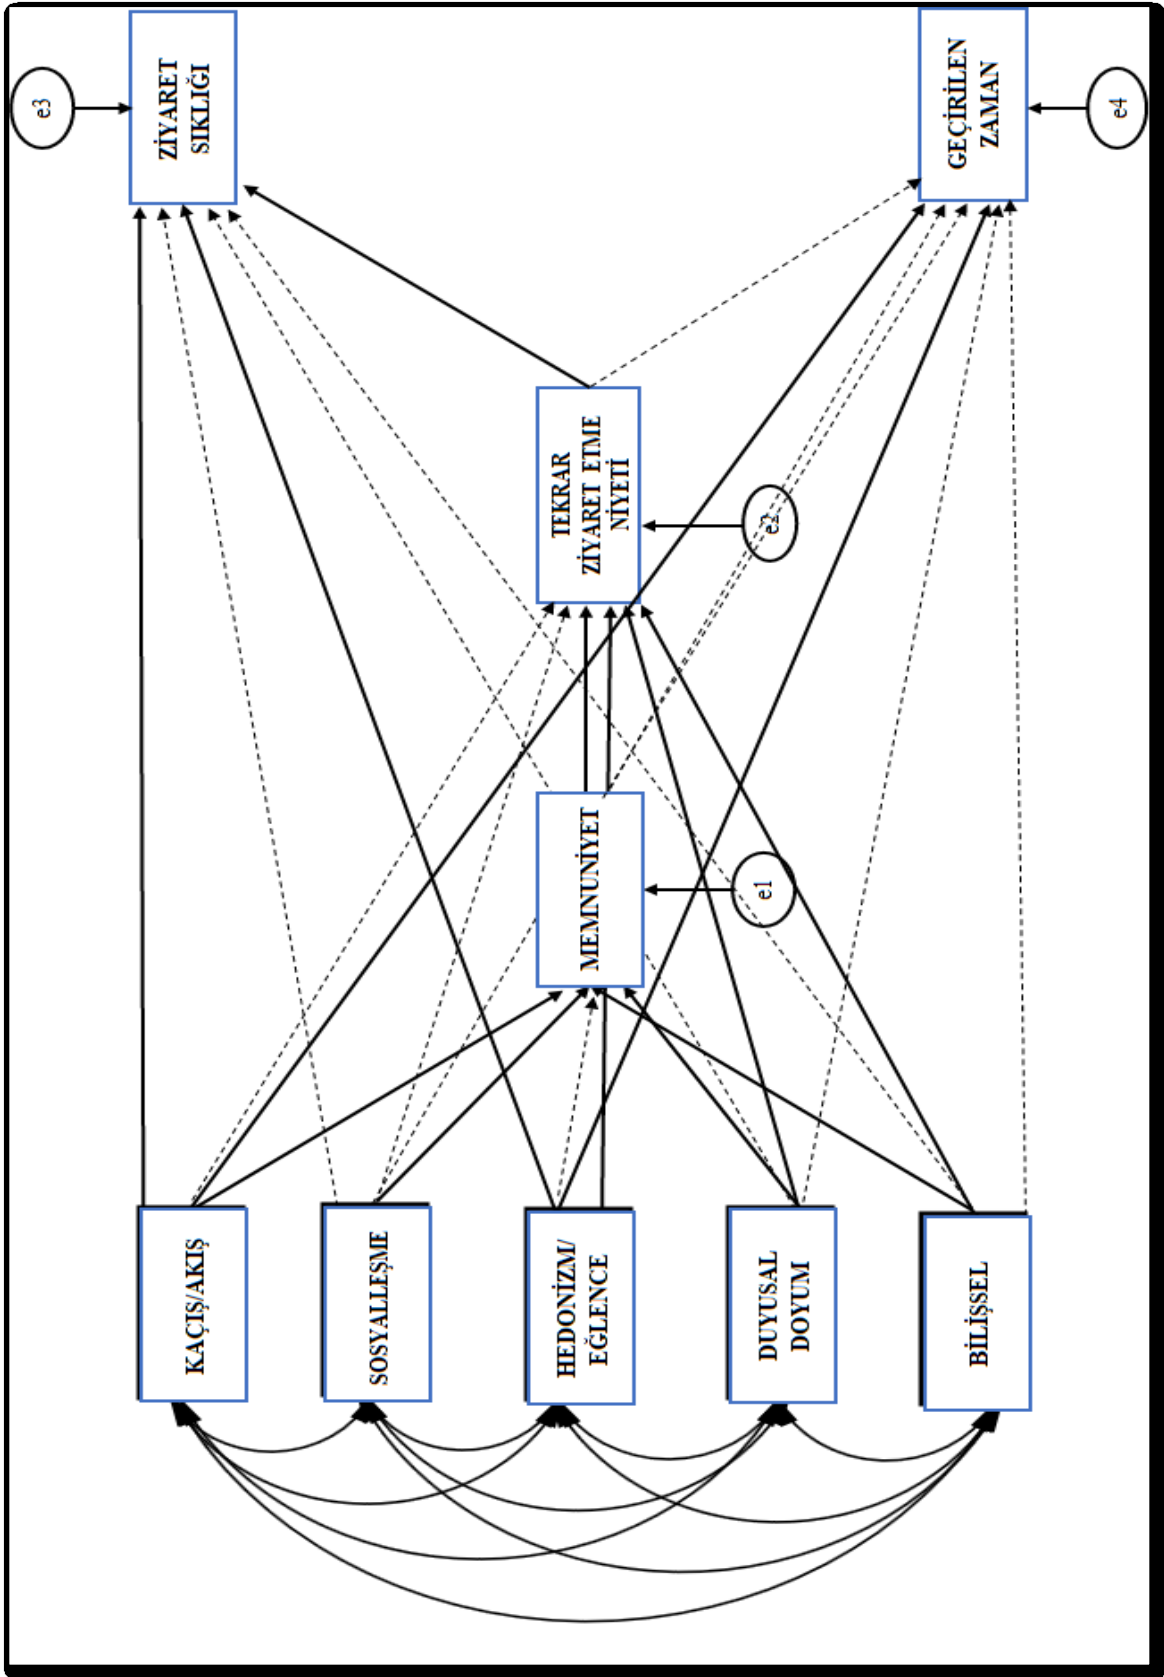 e3
ZİYARET
SIKLIĞI
GEÇİRİLEN
ZAMAN
e4
TEKRAR
ZİYARET ETME
NİYETİ
e2
MEMNUNİYET
e1
KAÇIŞ/AKIŞ
SOSYALLEŞME
HEDONİZM/
EĞLENCE
DUYUSAL
DOYUM
BİLİŞSEL